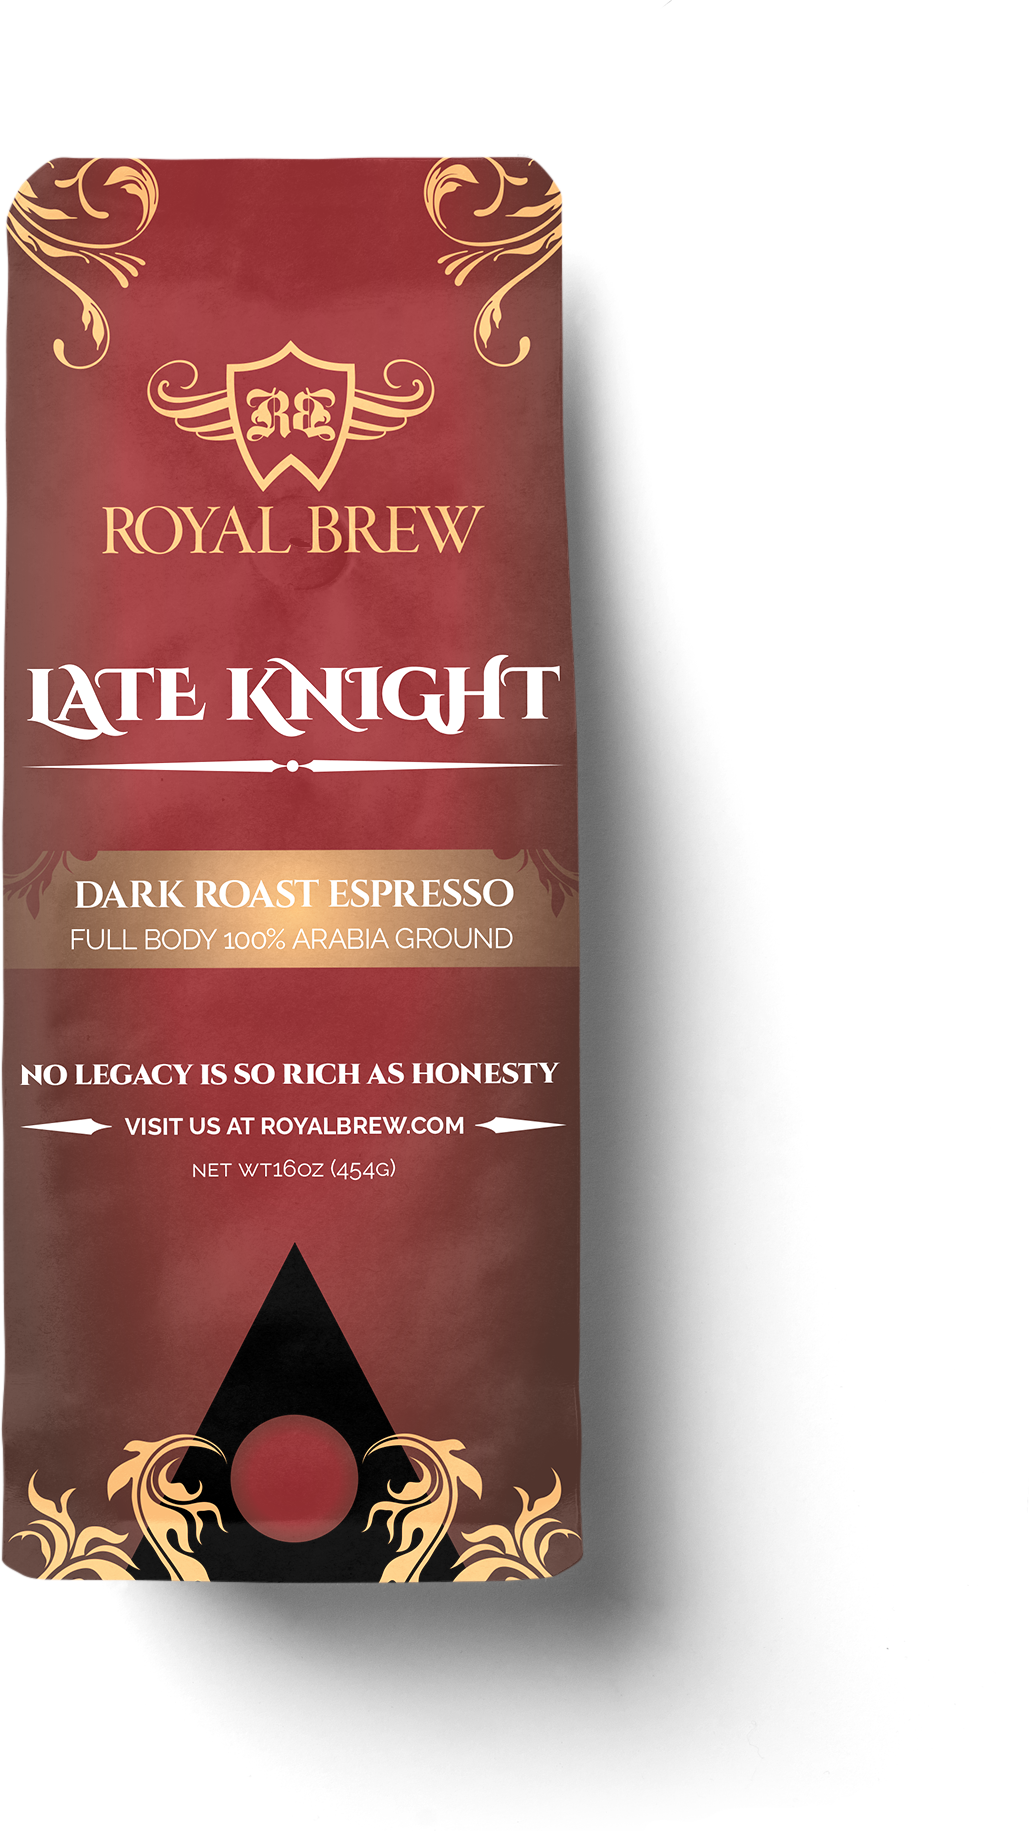 RB
ROYAL BREW
LATE KNIGHT
DARK ROAST ESPRESSO
FULL BODY 100% ARABIA GROUND
NO LEGACY IS SO RICH AS HONESTY
VISIT US AT ROYALBREW.COM
NET WT16OZ (454G)